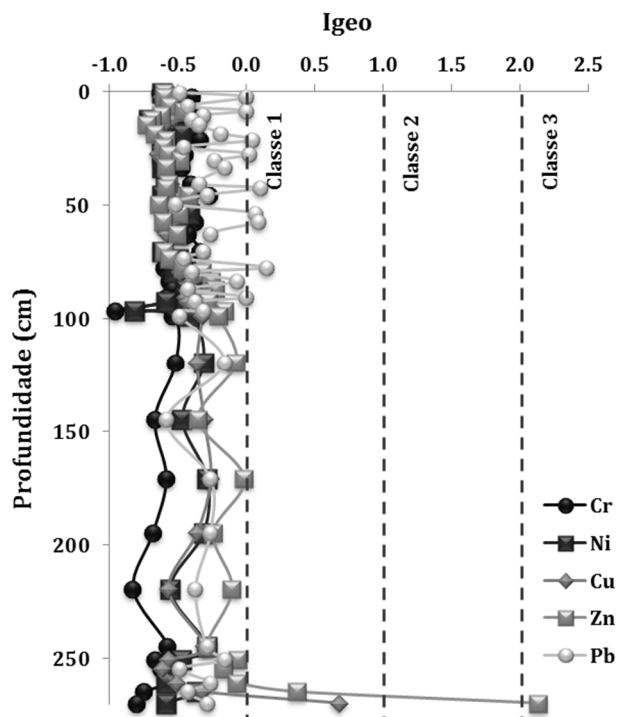 Igeo
-1.0 -0.5 0.0 0.5 1.0 1.5 2.0 2.5
0
50
100
150
200
250
Profundidade (cm)
Classe 1
Classe 2
Classe 3
Cr
Ni
Cu
Zn
Pb